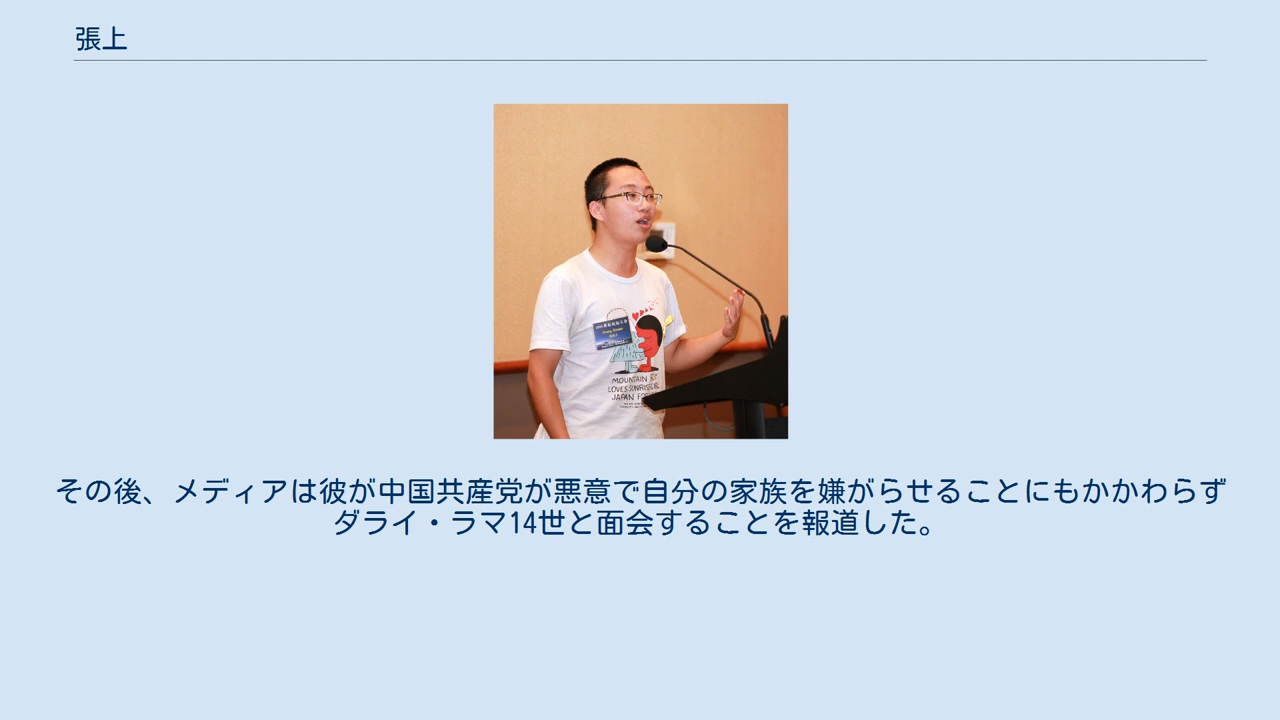 張上
MOUNTAIN
JAPAN
その後、メディアは彼が中国共産党が悪意で自分の家族を嫌がらせることにもかかわらず
ダライ・ラマ14世と面会することを報道した。